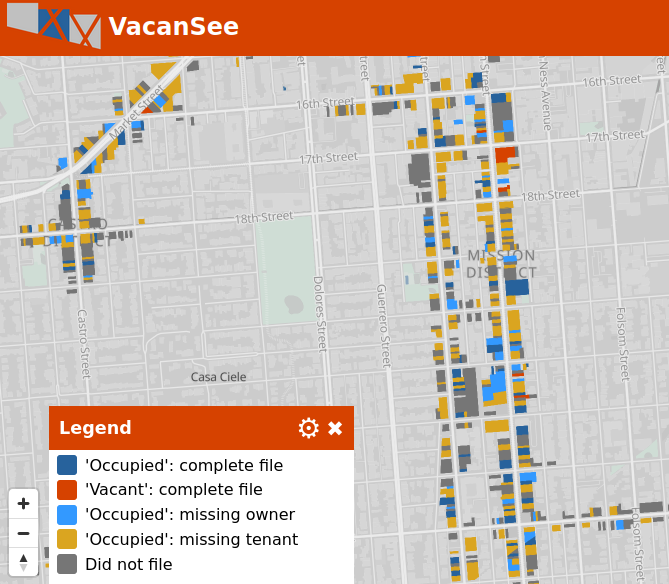 VacanSee
Market Street
16th Street
16th Street
17th Street
17th Street
18th Street
18th Street
Ness Avenue
CASTRO
DISTRICT
MISSION
DISTRICT
Dolores Street
Guerrero Street
Castro Street
Folsom Street
Folsom Street
Casa Ciele
Legend
'Occupied': complete file
'Vacant': complete file
'Occupied': missing owner
'Occupied': missing tenant
Did not file